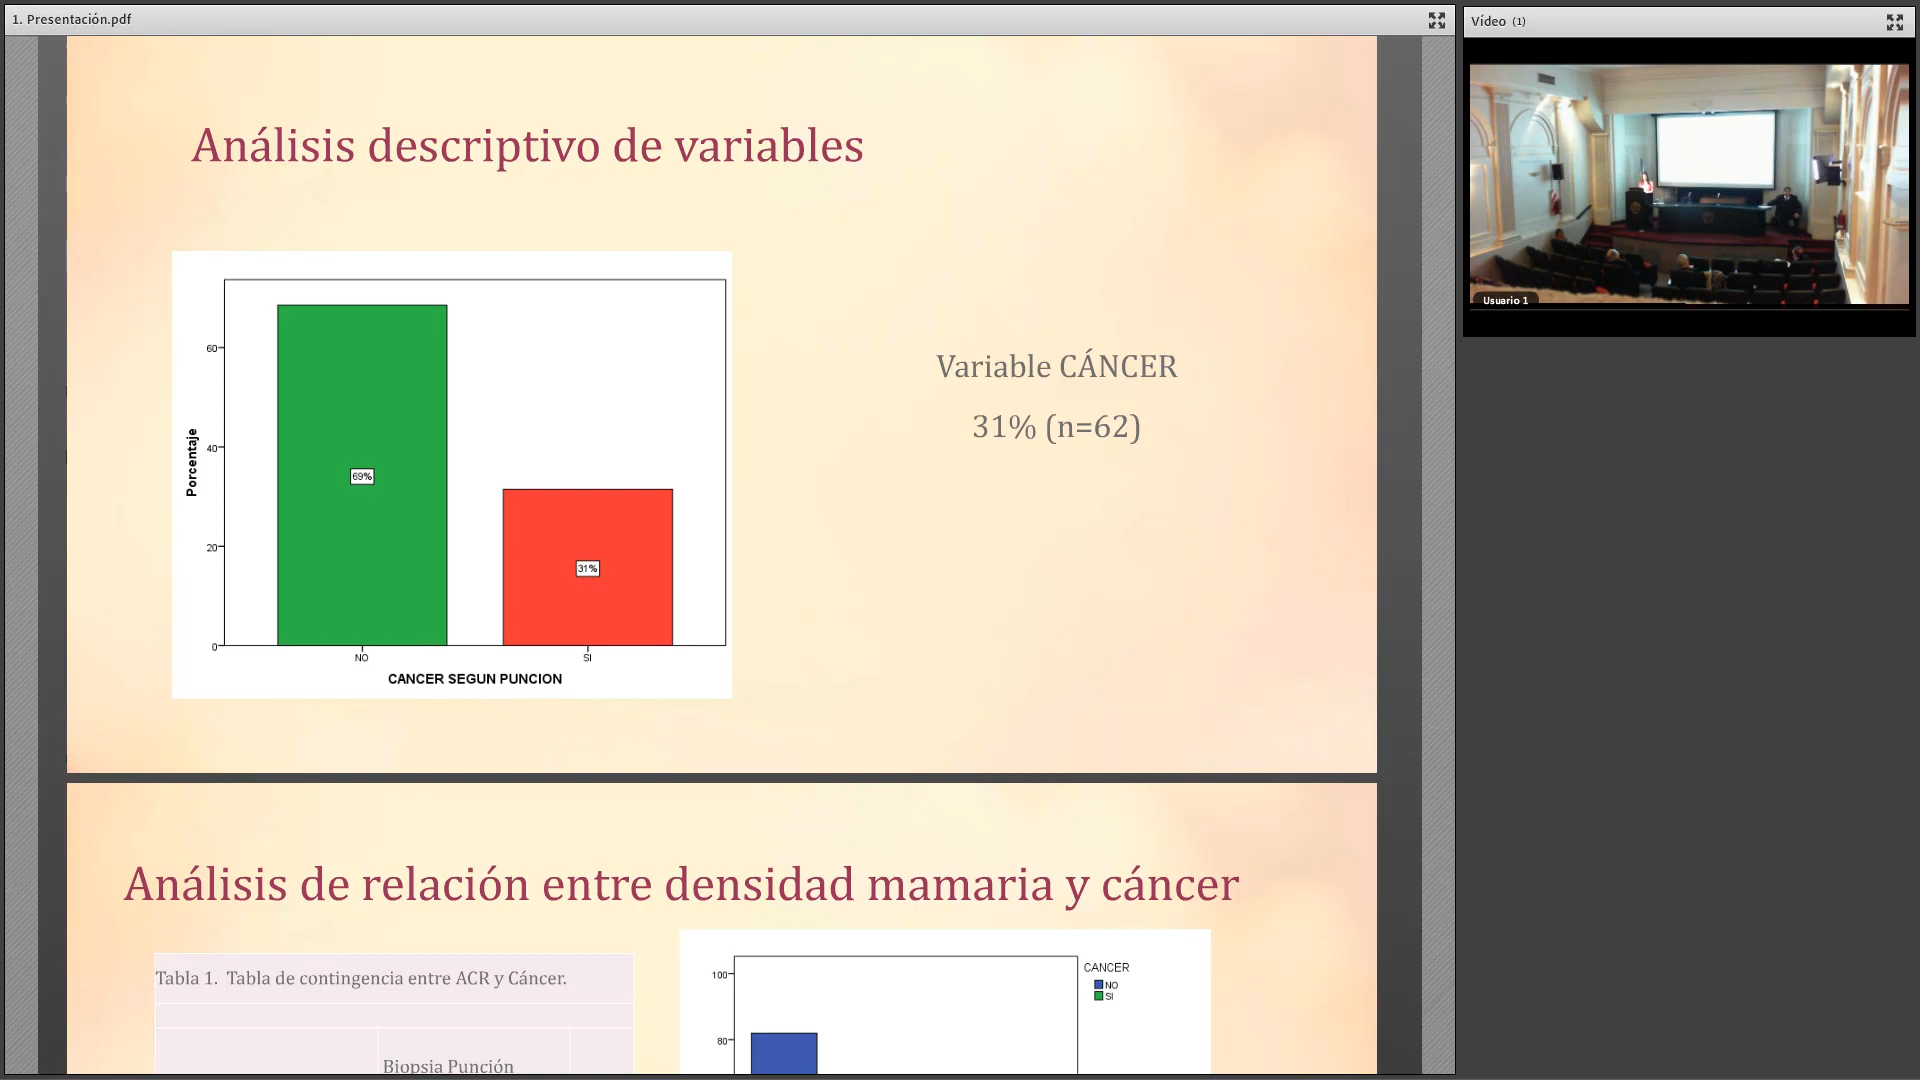 1. Presentación.pdf
Análisis descriptivo de variables
Porcentaje
60
40
20
0
69%
31%
NO
SI
CANCER SEGUN PUNCION
Variable CÁNCER
31% (n=62)
Análisis de relación entre densidad mamaria y cáncer
Tabla 1. Tabla de contingencia entre ACR y Cáncer.
Biopsia Punción
100
80
CANCER
NO
SI
Vídeo (1)
Usuario 1